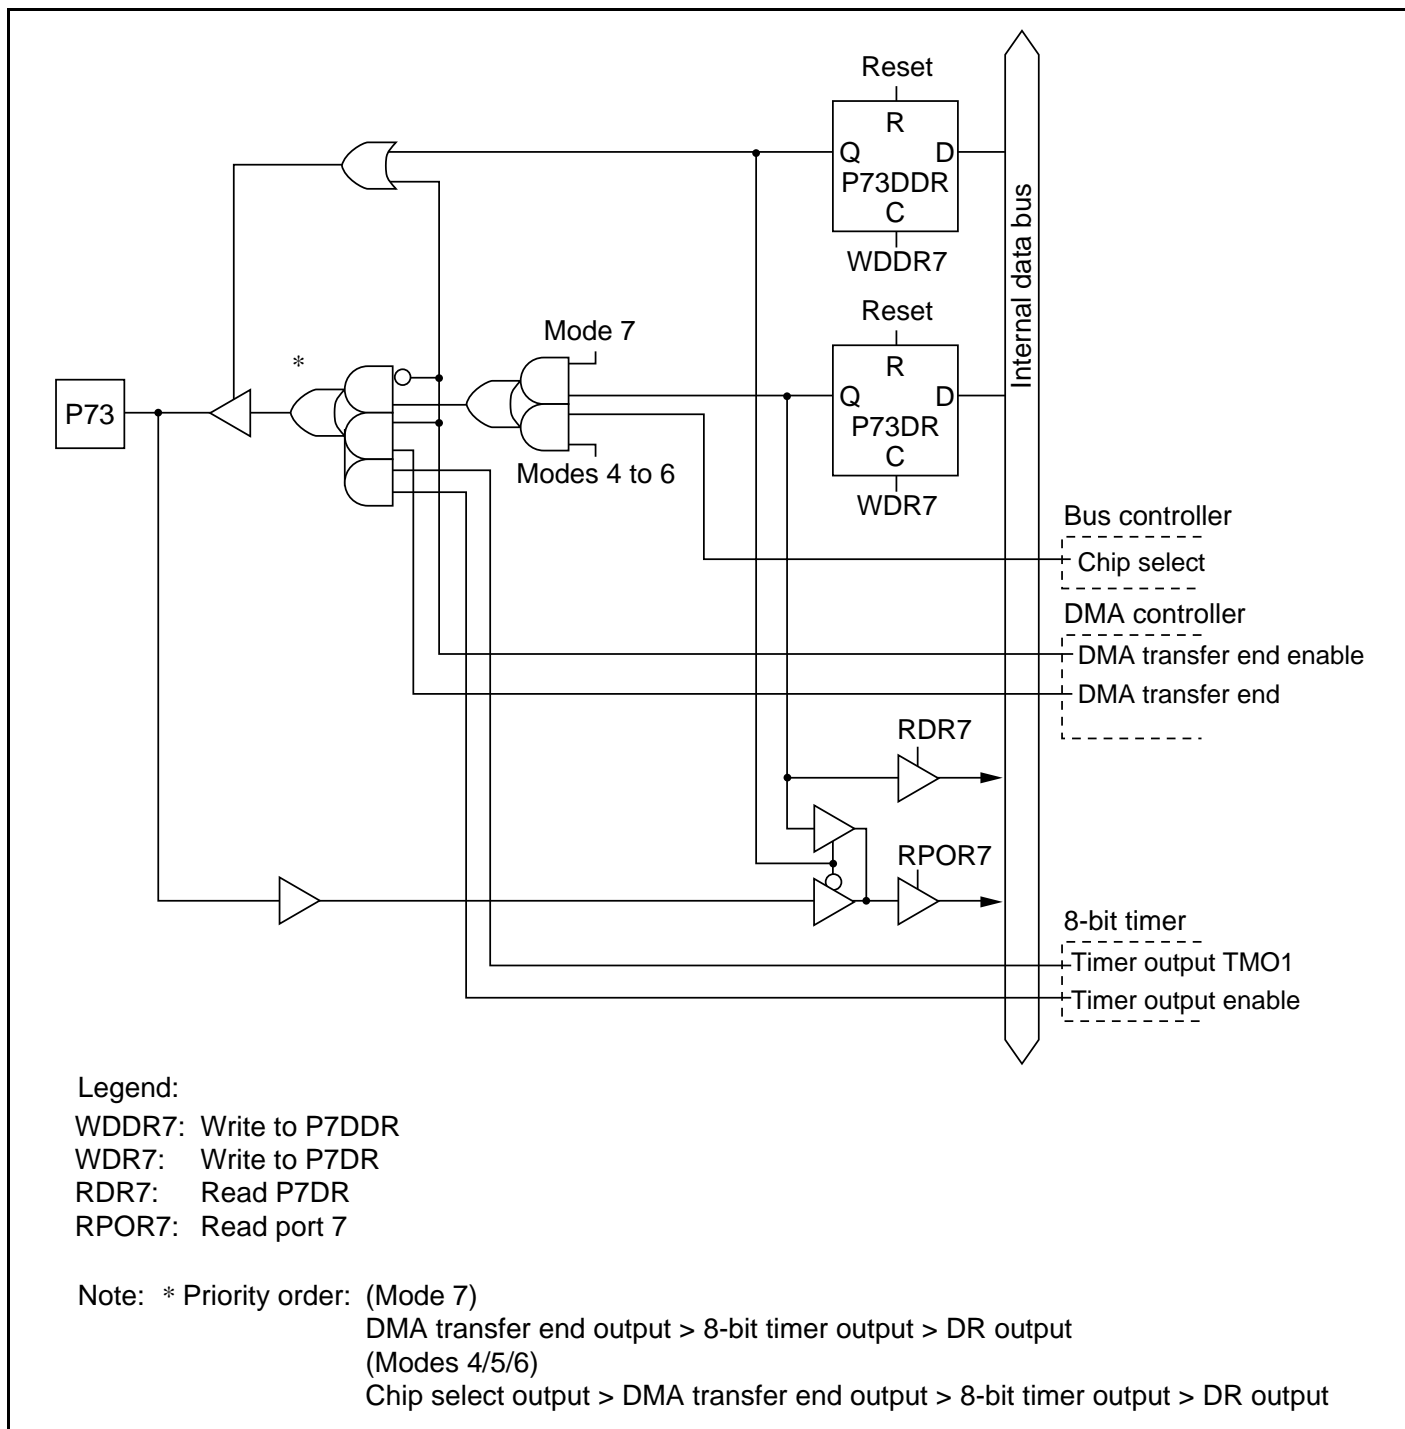 Reset
R
Q D
P73DDR
C
WDDR7
Internal data bus
Reset
Mode 7
R
*
P73
Q D
P73DR
C
Modes 4 to 6
WDR7
Bus controller
Chip select
DMA controller
DMA transfer end enable
DMA transfer end
RDR7
RPOR7
8-bit timer
Timer output TMO1
Timer output enable
Legend:
WDDR7: Write to P7DDR
WDR7: Write to P7DR
RDR7: Read P7DR
RPOR7: Read port 7
Note: * Priority order: (Mode 7)
DMA transfer end output > 8-bit timer output > DR output
(Modes 4/5/6)
Chip select output > DMA transfer end output > 8-bit timer output > DR output